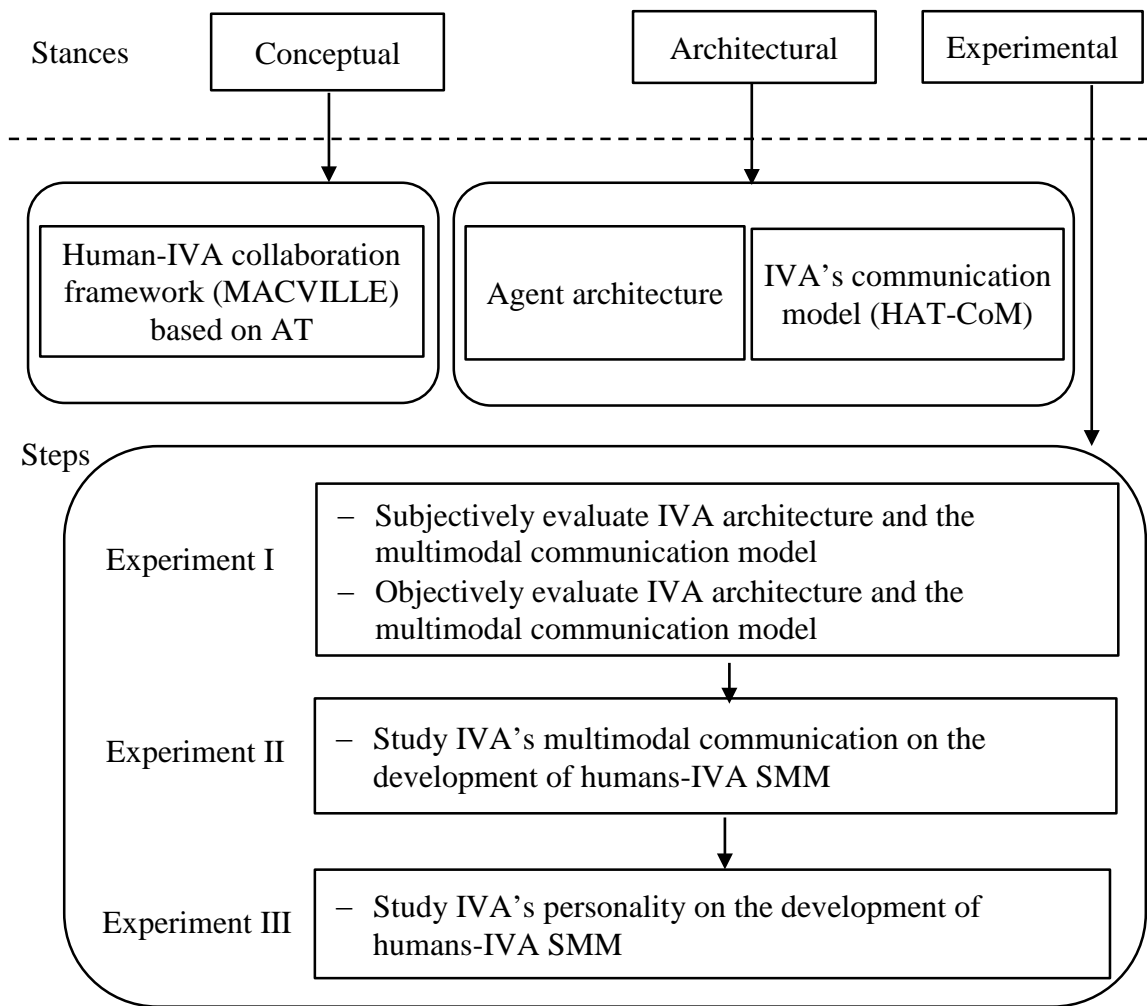 Stances
Conceptual
Architectural
Experimental
Human-IVA collaboration
framework (MACVILLE)
based on AT
Agent architecture
IVA’s communication
model (HAT-CoM)
Steps
Experiment I
– Subjectively evaluate IVA architecture and the
multimodal communication model
– Objectively evaluate IVA architecture and the
multimodal communication model
Experiment II
– Study IVA’s multimodal communication on the
development of humans-IVA SMM
Experiment III
– Study IVA’s personality on the development of
humans-IVA SMM